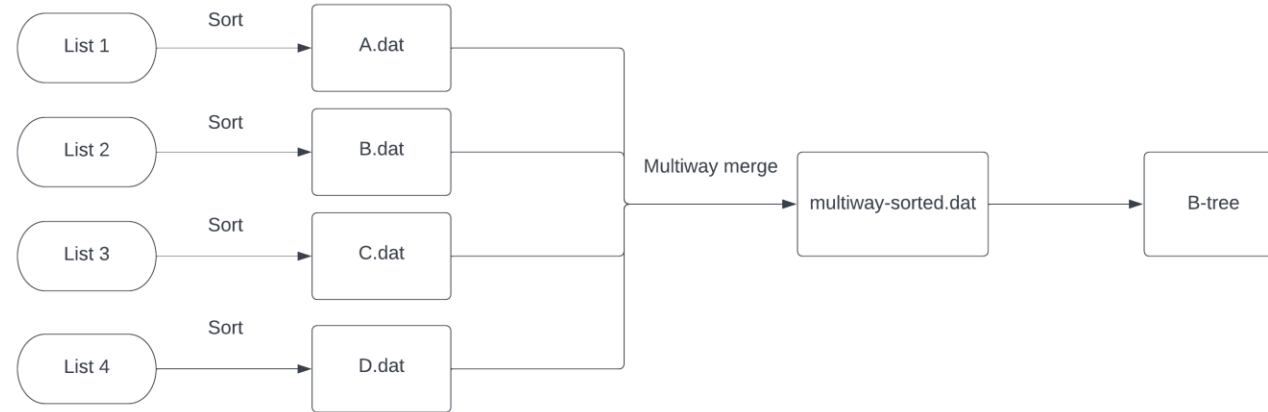 List 1
Sort
A.dat
List 2
Sort
B.dat
List 3
Sort
C.dat
List 4
Sort
D.dat
Multiway merge
multiway-sorted.dat
B-tree